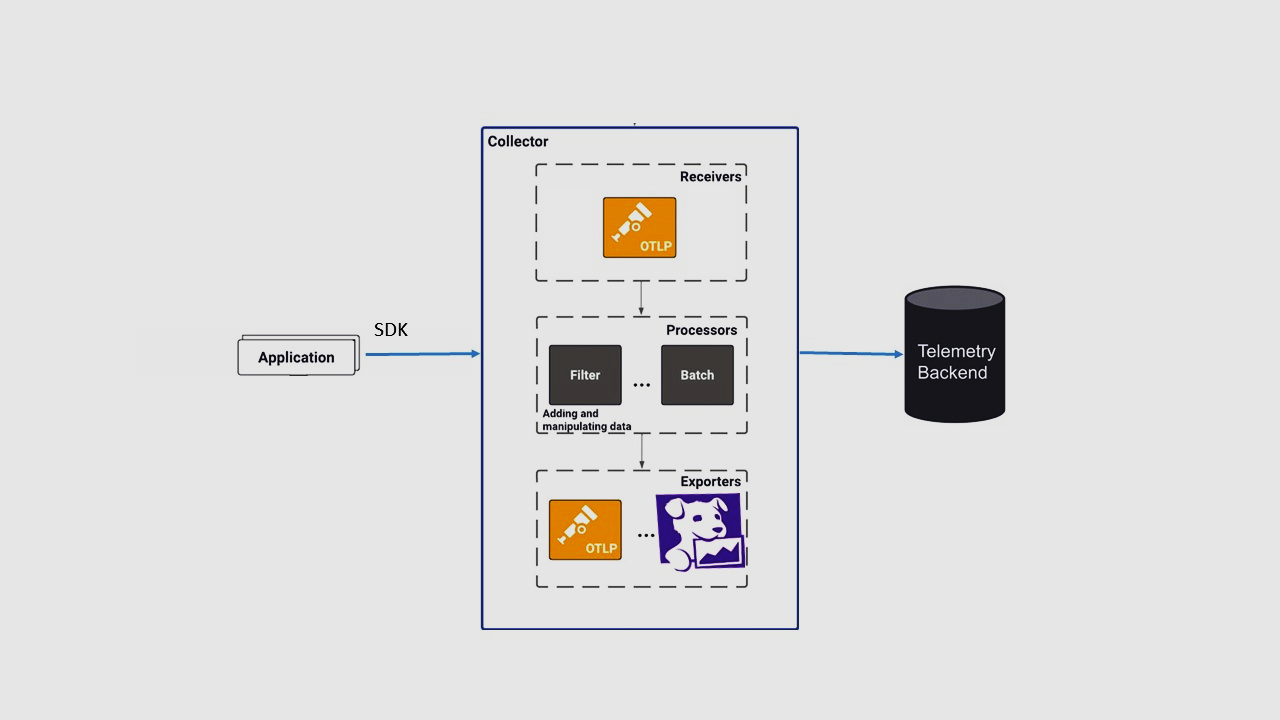 Collector
Receivers
OTLP
SDK
Application
Processors
Filter
...
Batch
Adding and
manipulating data
Exporters
OTLP
...
Telemetry
Backend